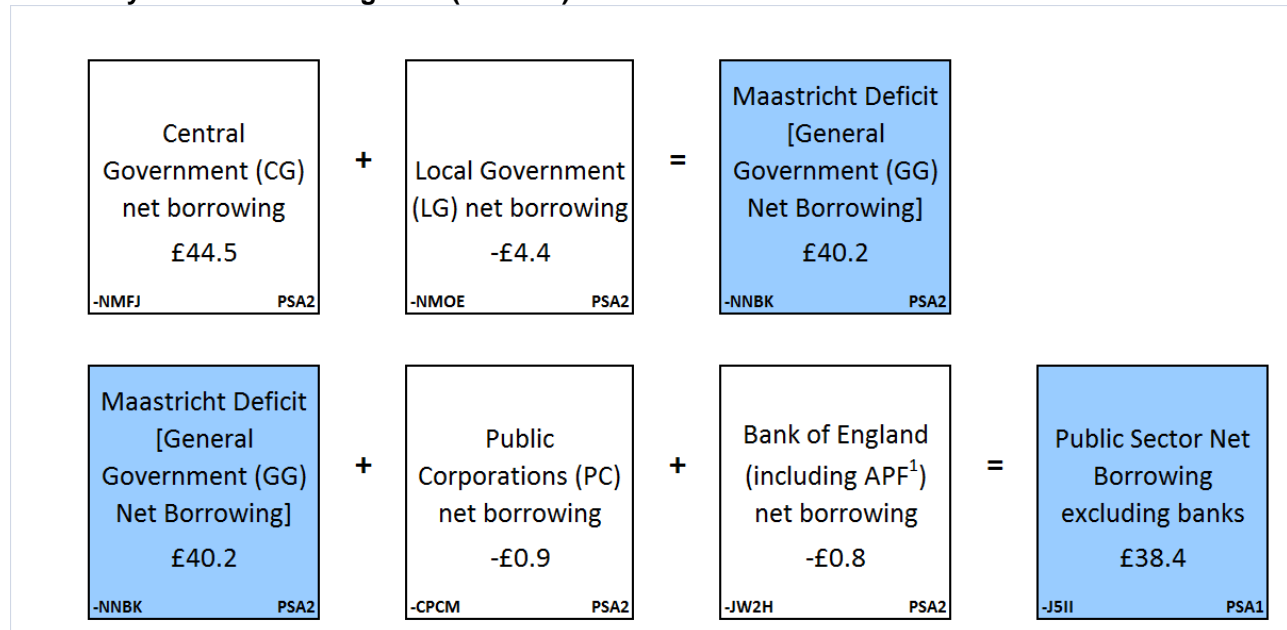 Central
Government (CG)
net borrowing
£44.5
-NMFJ PSA2
+
Local Government
(LG) net borrowing
-£4.4
-NMOE PSA2
=
Maastricht Deficit
[General
Government (GG)
Net Borrowing]
£40.2
-NNBK PSA2
Maastricht Deficit
[General
Government (GG)
Net Borrowing]
£40.2
-NNBK PSA2
+
Public
Corporations (PC)
net borrowing
-£0.9
-CPCM PSA2
+
Bank of England
(including APF¹)
net borrowing
-£0.8
-JW2H PSA2
=
Public Sector Net
Borrowing
excluding banks
£38.4
-J5II PSA1